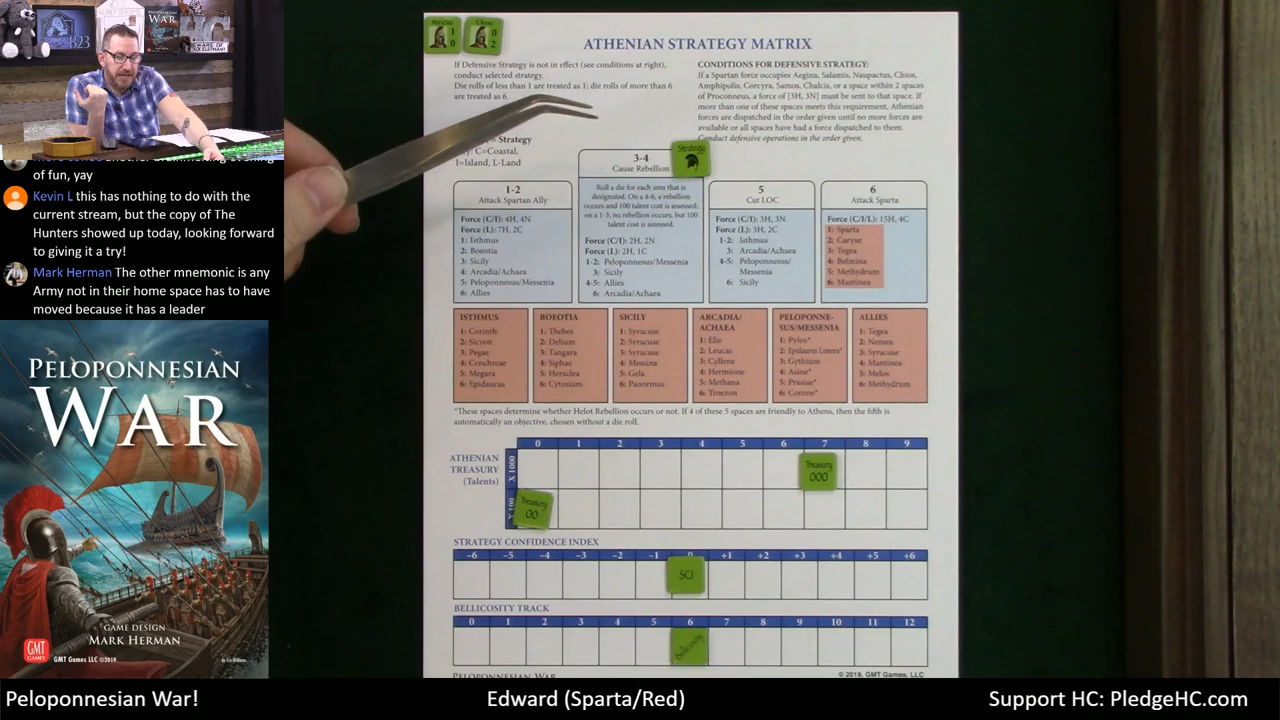 823
WAR
BEWARE OF
ELEPHANT
of fun, yay
Kevin L this has nothing to do with the
current stream, but the copy of The
Hunters showed up today, looking forward
to giving it a try!
Mark Herman The other mnemonic is any
Army not in their home space has to have
moved because it has a leader
PELOPONNESIAN
WAR
GAME DESIGN
MARK HERMAN
GMT
GAMES
GMT Games LLC ©2019
Pericles
1
0
Cleon
0
2
ATHENIAN STRATEGY MATRIX
If Defensive Strategy is not in effect (see conditions at right),
conduct selected strategy.
Die rolls of less than 1 are treated as 1; die rolls of more than 6
are treated as 6.
CONDITIONS FOR DEFENSIVE STRATEGY:
If a Spartan force occupies Aegina, Salamis, Naupactus, Chios,
Amphipolis, Corcyra, Samos, Chalcis, or a space within 2 spaces
of Proconneus, a force of [3H, 3N] must be sent to that space. If
more than one of these spaces meets this requirement, Athenian
forces are dispatched in the order given until no more forces are
available or all spaces have had a force dispatched to them.
Conduct defensive operations in the order given.
= Strategy
C=Coastal,
I=Island, L-Land
Strategy
1-2
Attack Spartan Ally
Force (C/I): 4H, 4N
Force (L): 7H, 2C
1: Isthmus
2: Boeotia
3: Sicily
4: Arcadia/Achaea
5: Peloponnesus/Messenia
6: Allies
3-4
Cause Rebellion
Roll a die for each area that is
designated. On a 4-6, a rebellion
occurs and 100 talent cost is assessed;
on a 1-3, no rebellion occurs, but 100
talent cost is assessed.
Force (C/I): 2H, 2N
Force (L): 2H, 1C
1-2: Peloponnesus/Messenia
3: Sicily
4-5: Allies
6: Arcadia/Achaea
5
Cut LOC
Force (C/I): 3H, 3N
Force (L): 3H, 2C
1-2: Isthmus
3: Arcadia/Achaea
4-5: Peloponnesus/
Messenia
6: Sicily
6
Attack Sparta
Force (C/I/L): 15H, 4C
1: Sparta
2: Caryae
3: Tegea
4: Belmina
5: Methydrum
6: Mantinea
ISTHMUS
1: Corinth
2: Sicyon
3: Pegae
4: Cenchreae
5: Megara
6: Epidaurus
BOEOTIA
1: Thebes
2: Delium
3: Tangara
4: Siphae
5: Heraclea
6: Cytinium
SICILY
1: Syracuse
2: Syracuse
3: Syracuse
4: Messina
5: Gela
6: Panormus
ARCADIA/
ACHAEA
1: Elis
2: Leucas
3: Cyllene
4: Hermione
5: Methana
6: Troezon
PELOPONNE-
SUS/MESSENIA
1: Pylos*
2: Epidaurus Limera*
3: Gythium
4: Asine*
5: Prasiae*
6: Corone*
ALLIES
1: Tegea
2: Nemea
3: Syracuse
4: Mantinea
5: Melos
6: Methydrum
*These spaces determine whether Helot Rebellion occurs or not. If 4 of these 5 spaces are friendly to Athens, then the fifth is
automatically an objective, chosen without a die roll.
ATHENIAN
TREASURY
(Talents)
0 1 2 3 4 5 6 7 8 9
X 1000
X 100
Treasury
000
Treasury
00
STRATEGY CONFIDENCE INDEX
-6 -5 -4 -3 -2 -1 0 +1 +2 +3 +4 +5 +6
SCI
BELLICOSITY TRACK
0 1 2 3 4 5 6 7 8 9 10 11 12
Bellicosity
PELOPONNESIAN WAR
© 2019, GMT Games, LLC
Peloponnesian War!
Edward (Sparta/Red)
Support HC: PledgeHC.com